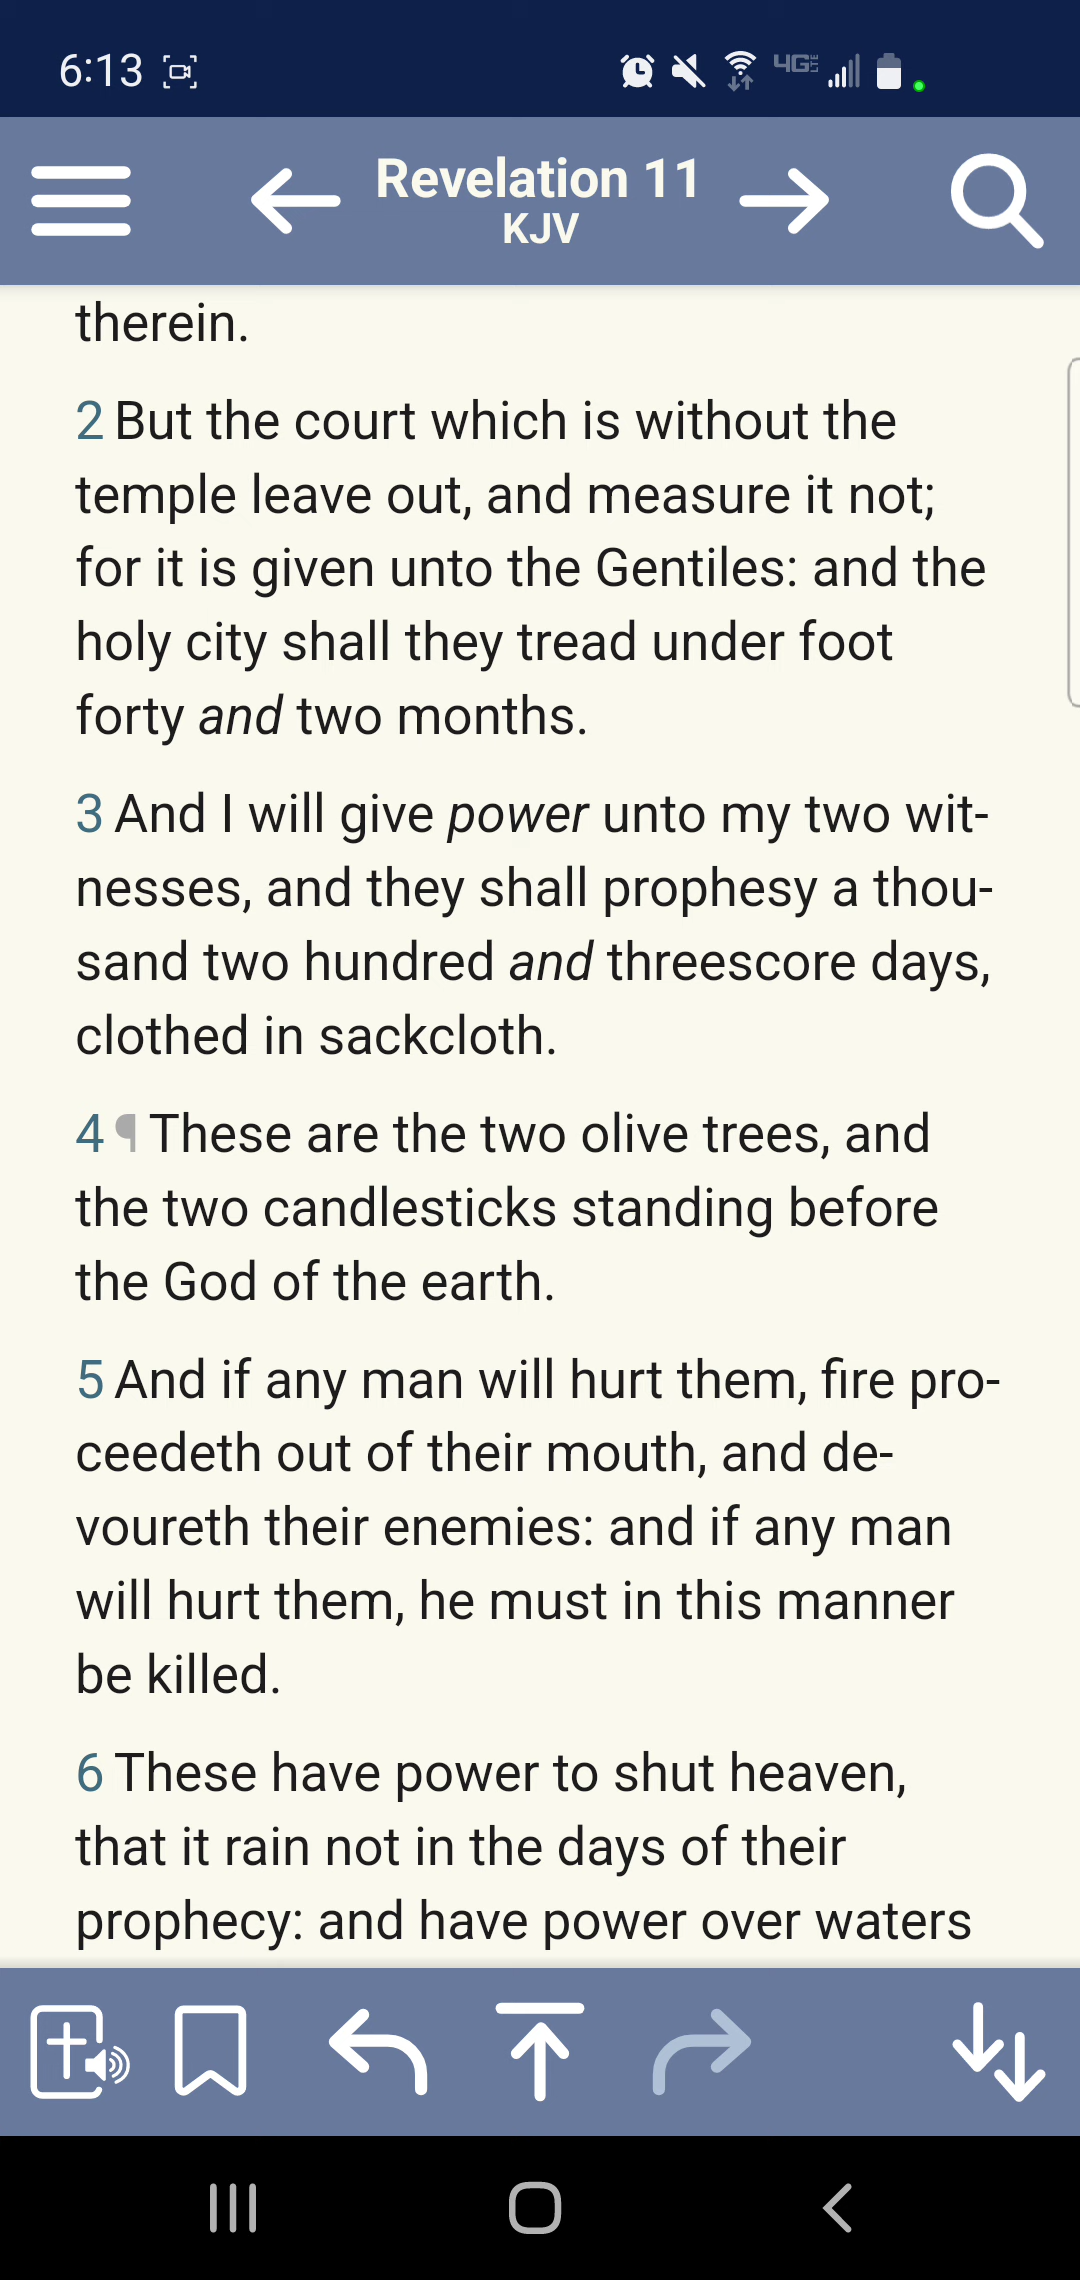 6:13
4G LTE
Revelation 11
KJV
therein.
2 But the court which is without the
temple leave out, and measure it not;
for it is given unto the Gentiles: and the
holy city shall they tread under foot
forty and two months.
3 And I will give power unto my two wit-
nesses, and they shall prophesy a thou-
sand two hundred and threescore days,
clothed in sackcloth.
4 ¶ These are the two olive trees, and
the two candlesticks standing before
the God of the earth.
5 And if any man will hurt them, fire pro-
ceedeth out of their mouth, and de-
voureth their enemies: and if any man
will hurt them, he must in this manner
be killed.
6 These have power to shut heaven,
that it rain not in the days of their
prophecy: and have power over waters